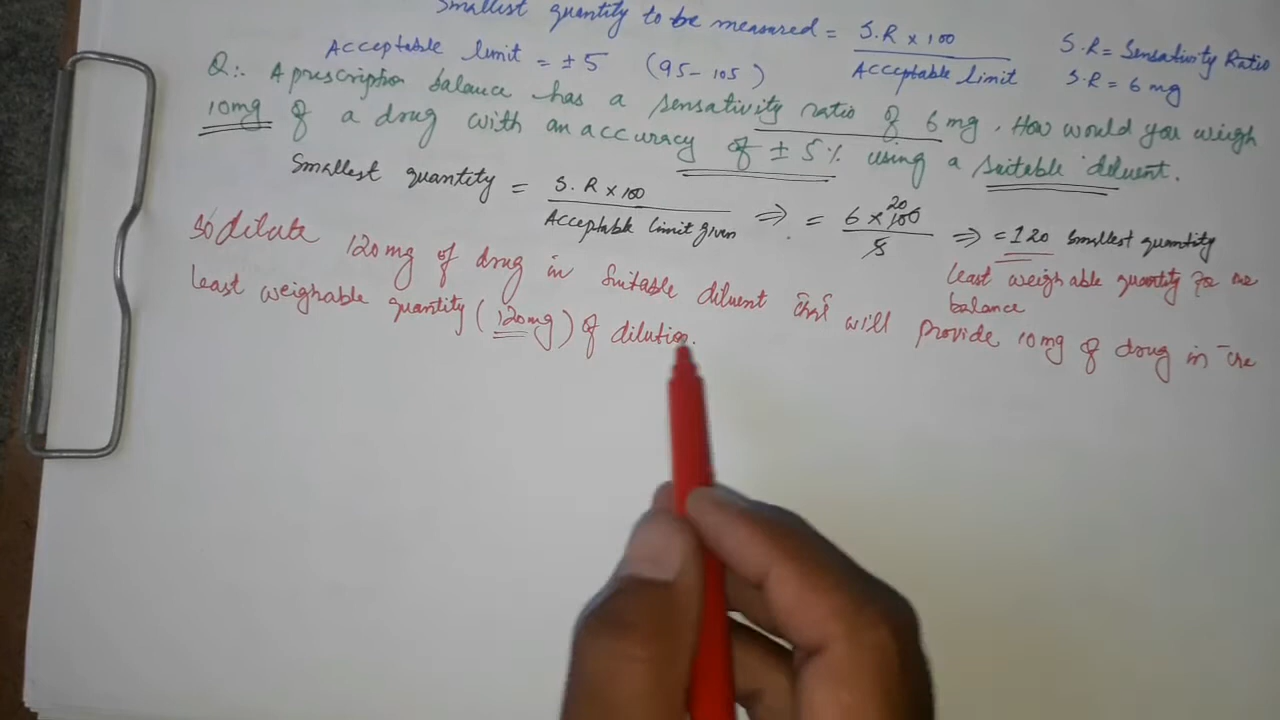 Smallest quantity to be measured = S.R × 100 / Acceptable limit
S.R = Sensativity Ratio
Acceptable limit = ±5 (95-105)
S.R = 6 mg
Q:. A prescription balance has a sensativity ratio of 6 mg. How would you weigh
10mg of a drug with an accuracy of ± 5% using a suitable diluent.
Smallest quantity = S.R × 100 / Acceptable limit given ⇒ = 6 × 100 20 / 5 ⇒ = 120 smallest quantity
least weighable quantity for the
balance
so dilute 120mg of drug in suitable diluent that will provide 10mg of drug in the
least weighable quantity (120mg) of dilution.